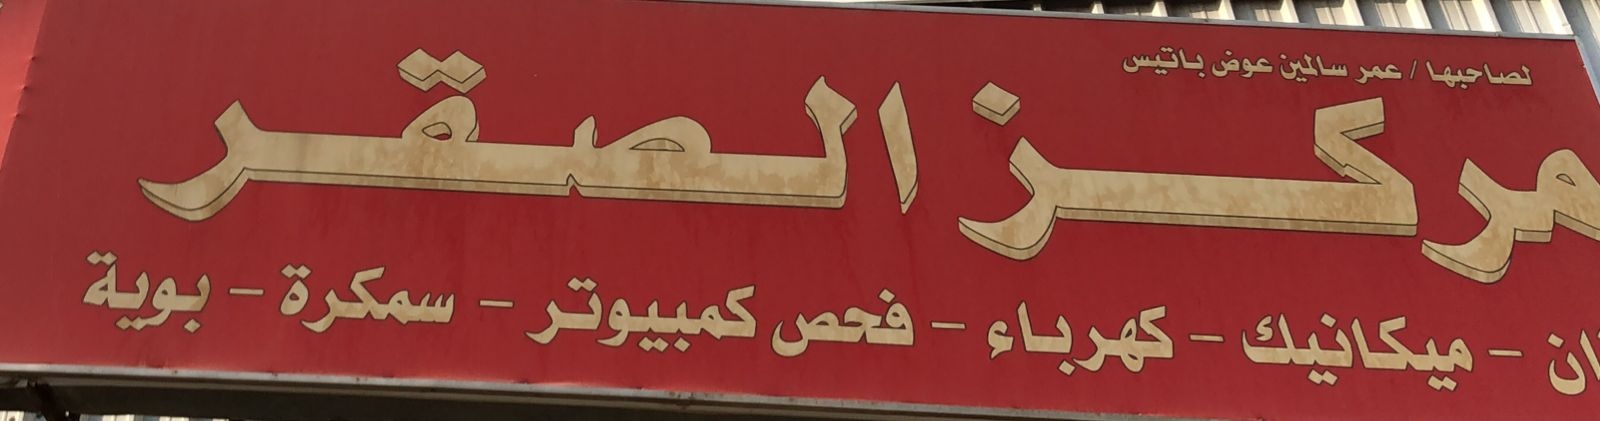 لصاحبها / عمر سالمين عوض باتيس
مركز الصقر
ميكانيك - كهرباء - فحص كمبيوتر - سمكرة - بوية